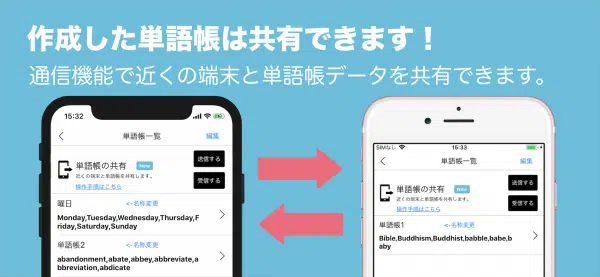 作成した単語帳は共有できます！
通信機能で近くの端末と単語帳データを共有できます。
15:32
単語帳一覧
編集
単語帳の共有 New
近くの端末と単語帳を共有します。
操作手順はこちら
送信する
受信する
曜日 <-名称変更
Monday,Tuesday,Wednesday,Thursday,F
riday,Saturday,Sunday
単語帳2 <-名称変更
abandonment,abate,abbey,abbreviate,a
bbreviation,abdicate
SIMなし 15:33
単語帳一覧
編集
単語帳の共有 New
近くの端末と単語帳を共有します。
操作手順はこちら
送信する
受信する
単語帳1 <-名称変更
Bible,Buddhism,Buddhist,babble,babe,b
aby